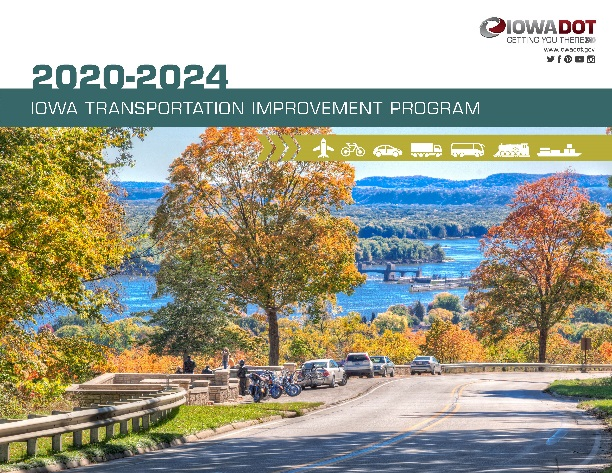 IOWADOT
GETTING YOU THERE
www.iowadot.gov
2020-2024
IOWA TRANSPORTATION IMPROVEMENT PROGRAM